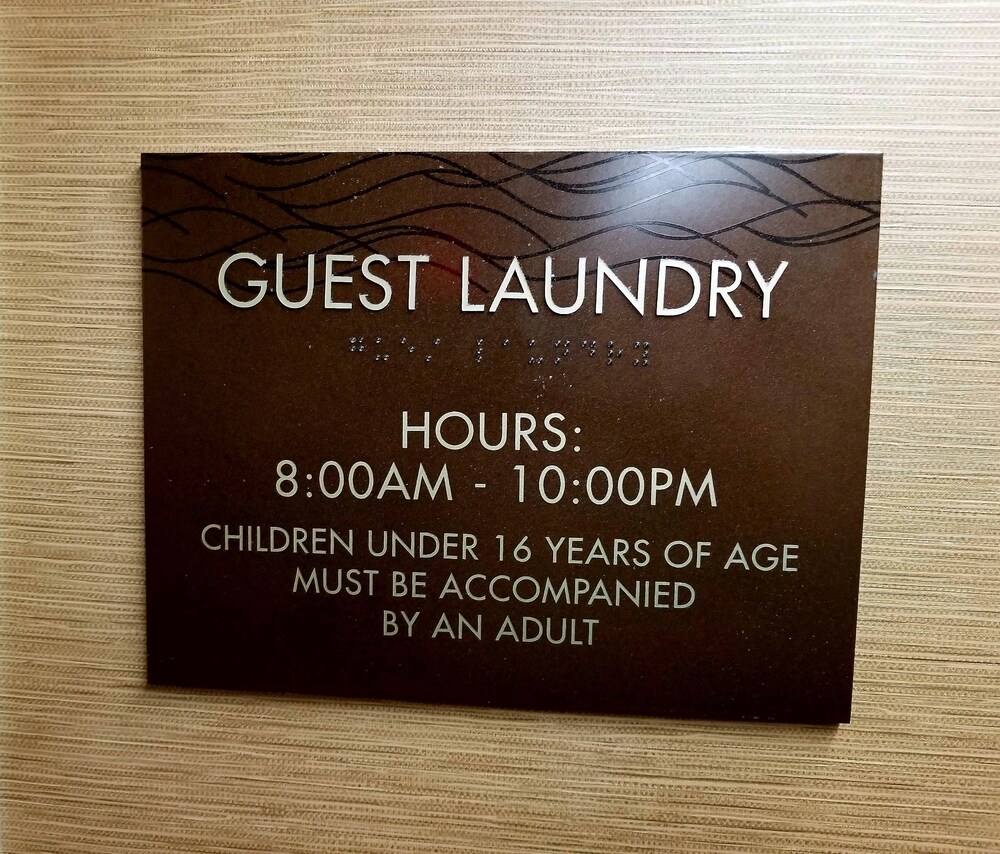 GUEST LAUNDRY
HOURS:
8:00AM - 10:00PM
CHILDREN UNDER 16 YEARS OF AGE
MUST BE ACCOMPANIED
BY AN ADULT